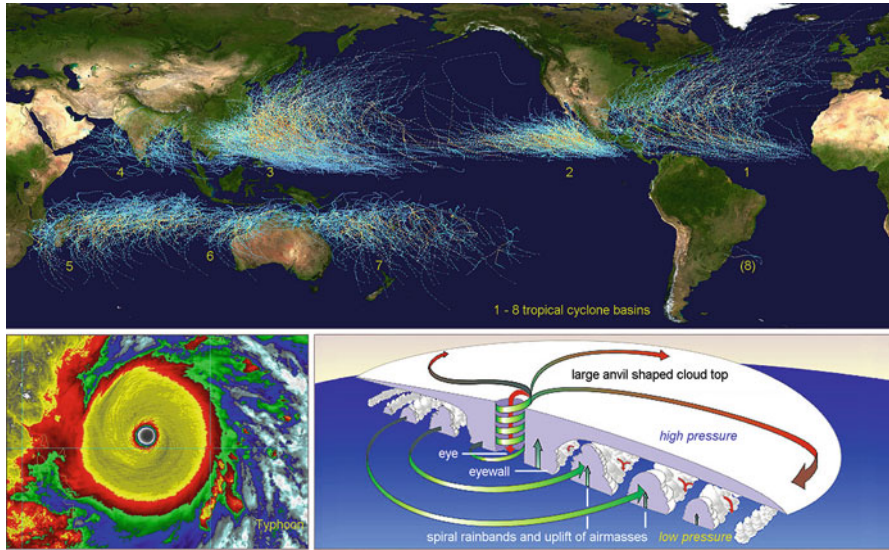 4
3
2
1
5
6
7
(8)
1 - 8 tropical cyclone basins
Typhoon
large anvil shaped cloud top
high pressure
eye
eyewall
spiral rainbands and uplift of airmasses
low pressure